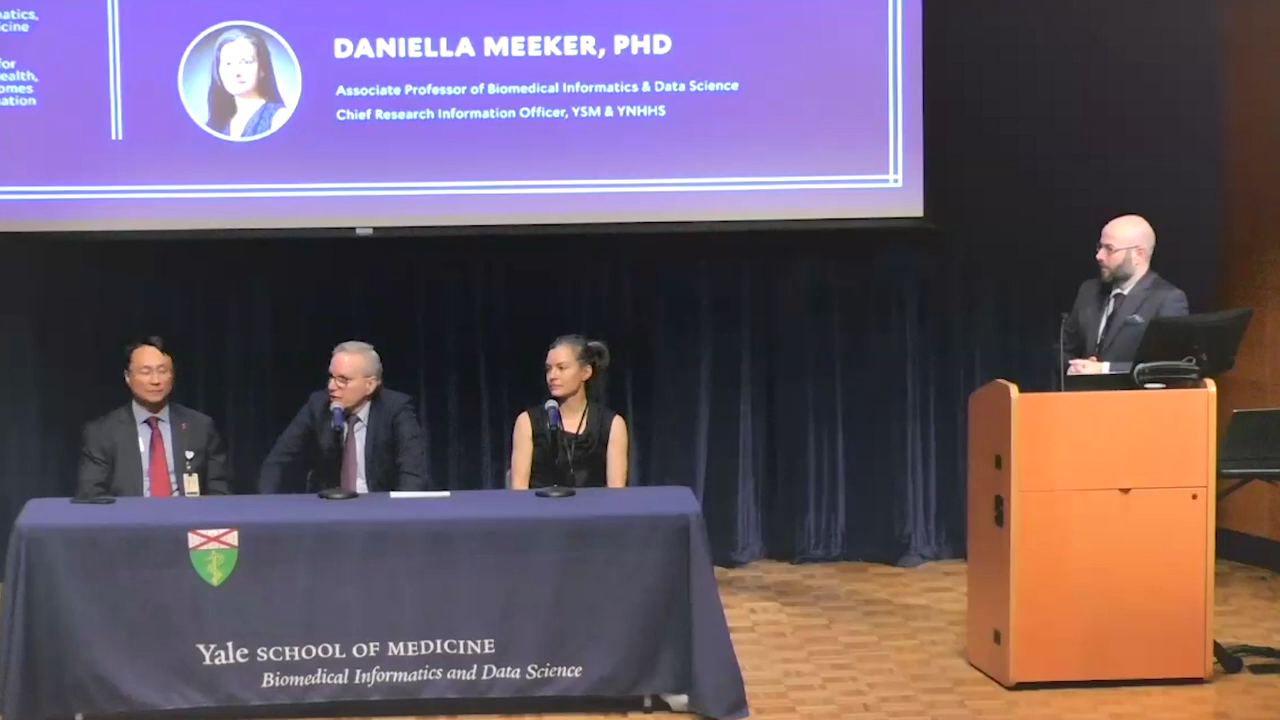 DANIELLA MEEKER, PHD
Associate Professor of Biomedical Informatics & Data Science
Chief Research Information Officer, YSM & YNHHS
for
Yale SCHOOL OF MEDICINE
Biomedical Informatics and Data Science